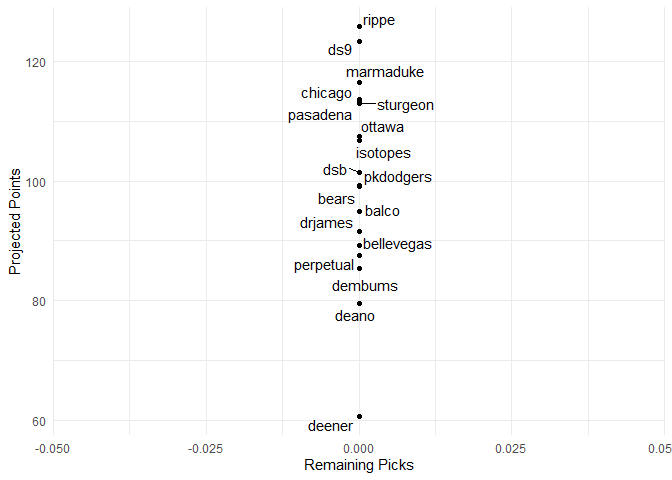 rippe
ds9
120
marmaduke
chicago
sturgeon
pasadena
ottawa
isotopes
dsb
pkdodgers
100
bears
balco
drjames
bellevegas
perpetual
dembums
80
deano
60
deener
Projected Points
-0.050
-0.025
0.000
0.025
0.05
Remaining Picks